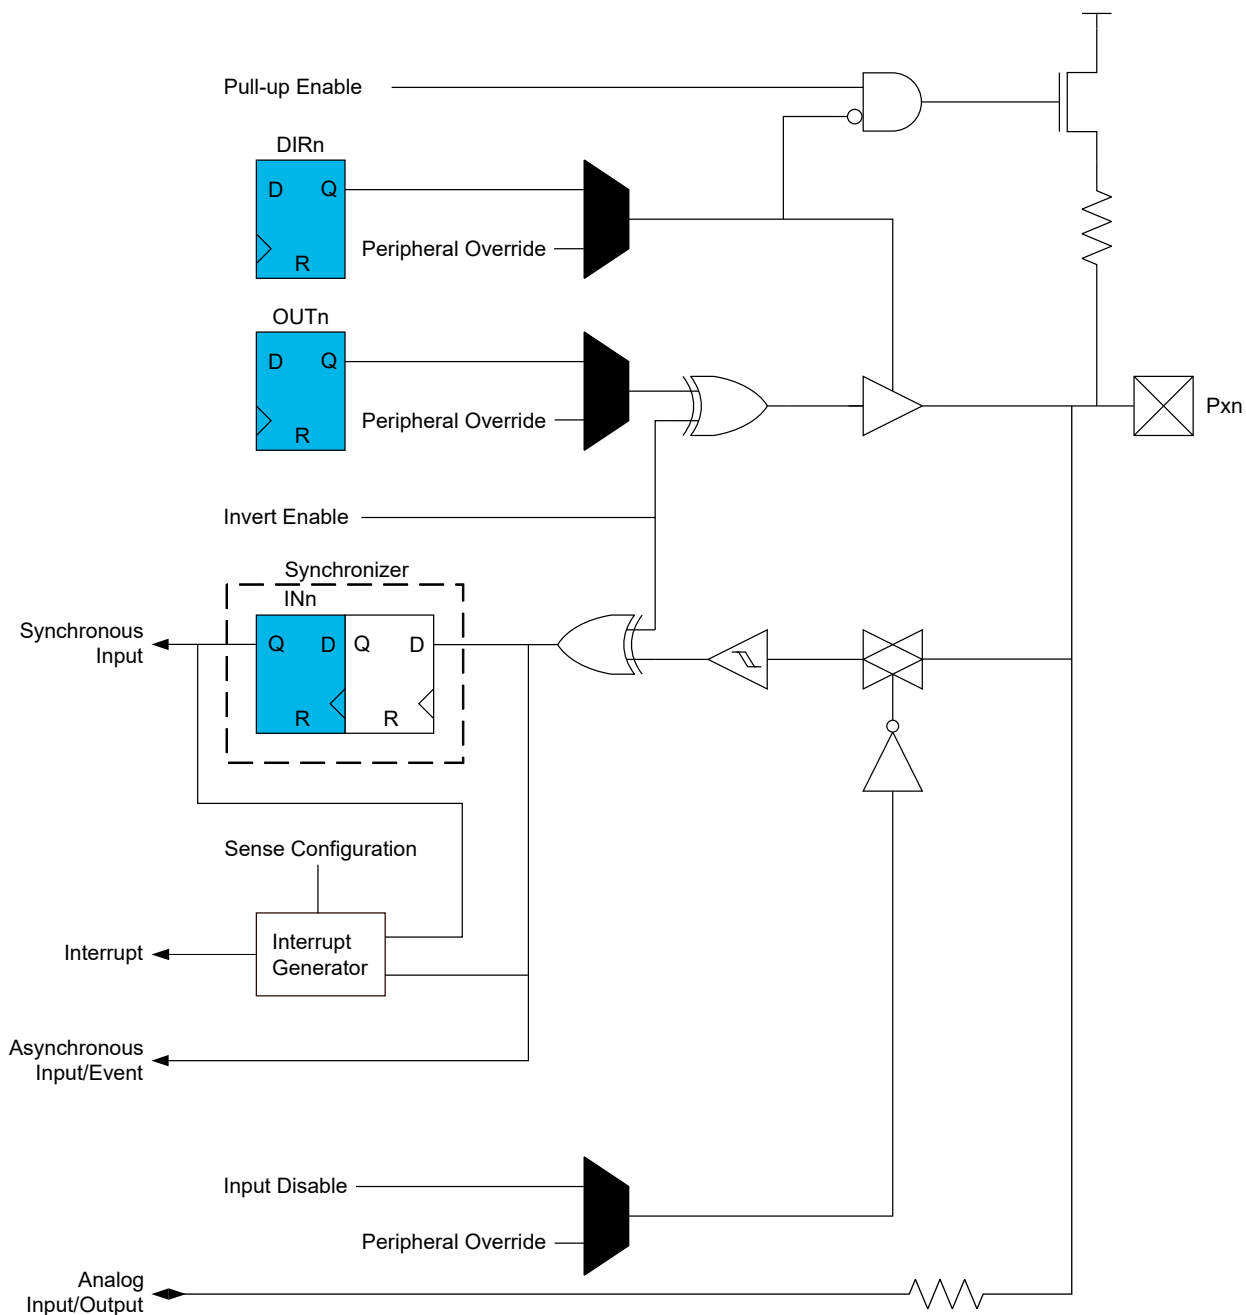 Pull-up Enable
DIRn
D Q
Peripheral Override
R
OUTn
D Q
Peripheral Override
R
Pxn
Invert Enable
Synchronizer
INn
Synchronous
Input
Q D Q D
R R
Sense Configuration
Interrupt
Interrupt
Generator
Asynchronous
Input/Event
Input Disable
Peripheral Override
Analog
Input/Output